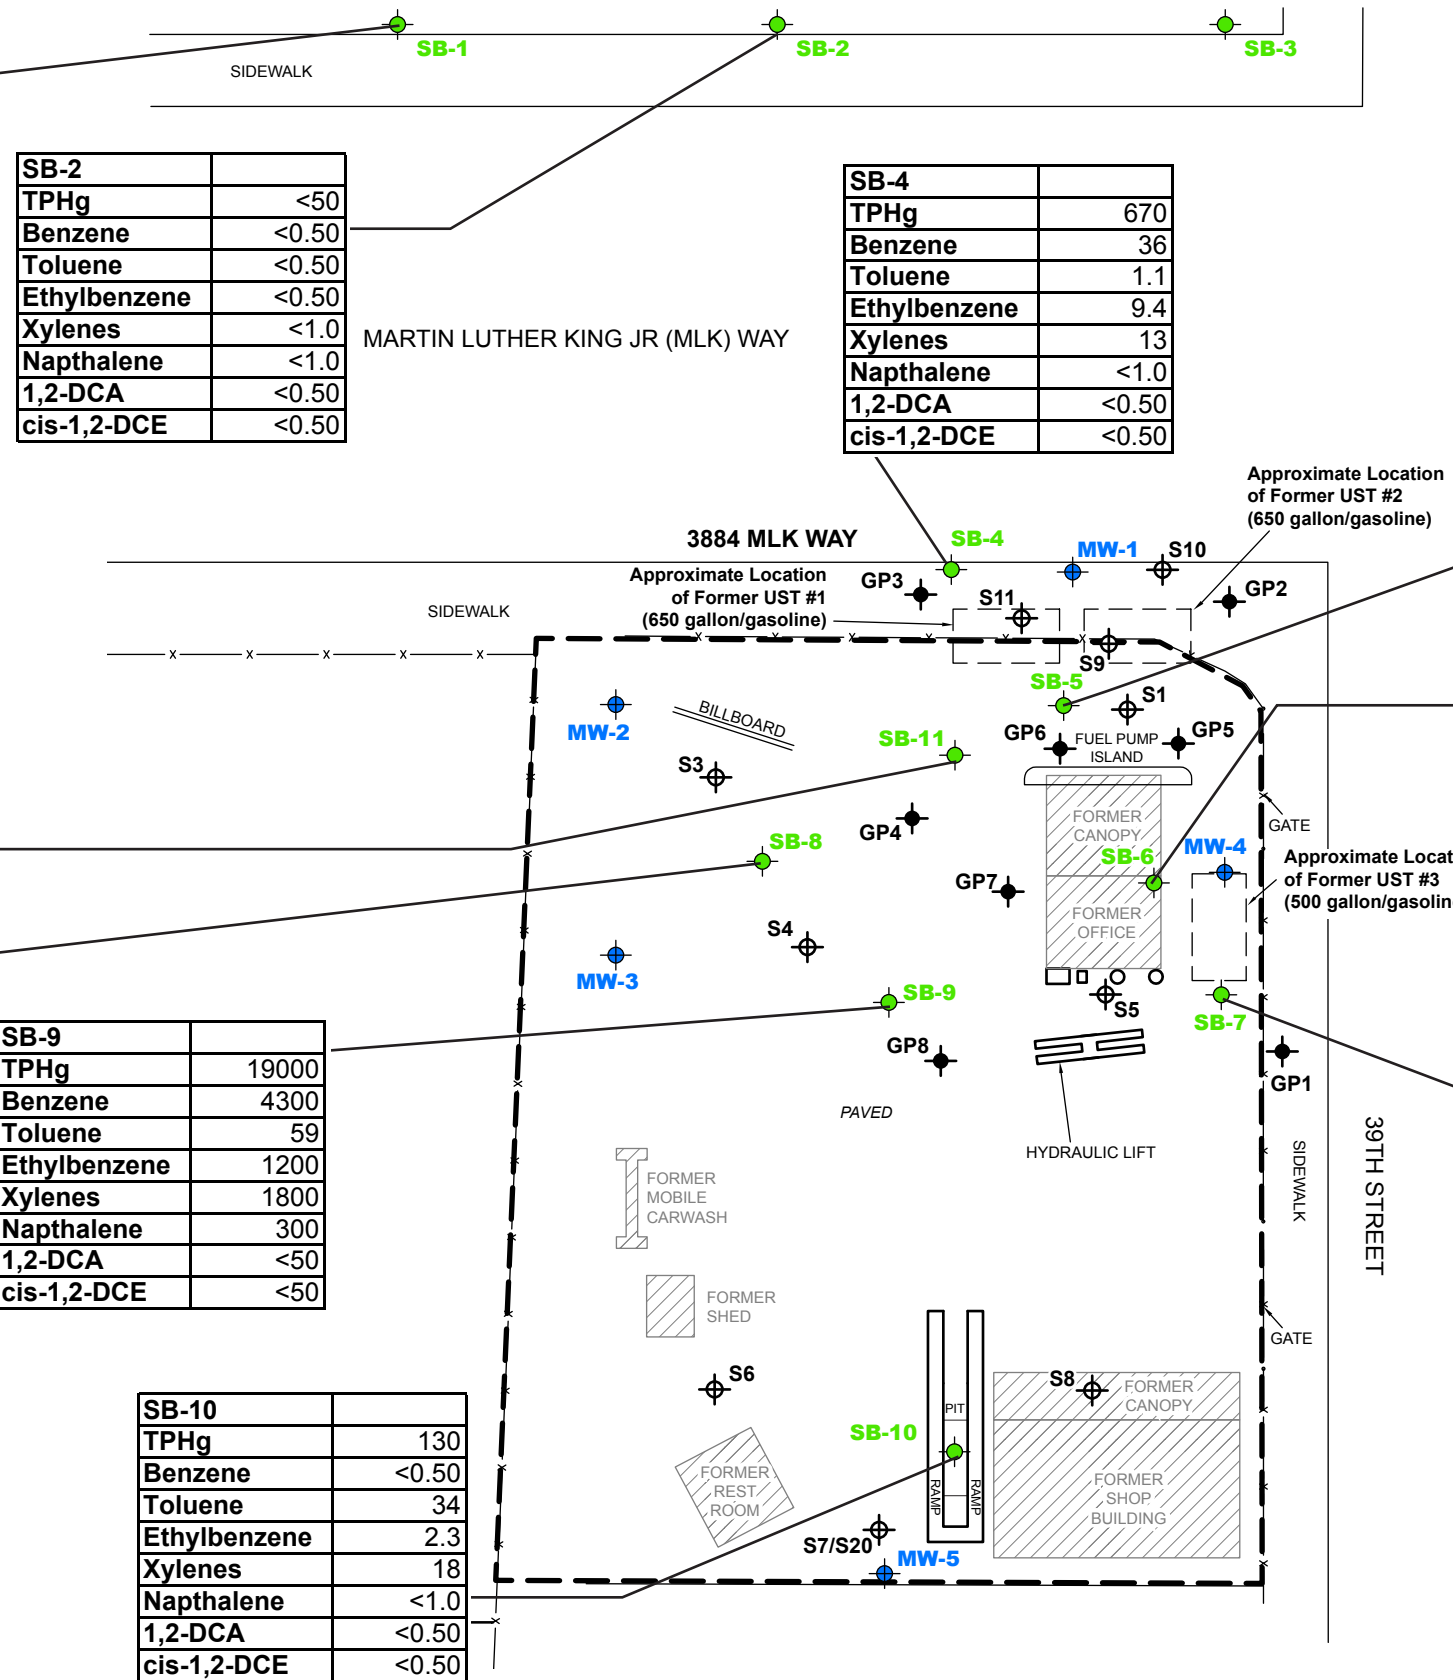 SB-1
SB-2
SB-3
SIDEWALK
SB-2
TPHg <50
Benzene <0.50
Toluene <0.50
Ethylbenzene <0.50
Xylenes <1.0
Napthalene <1.0
1,2-DCA <0.50
cis-1,2-DCE <0.50
SB-4
TPHg 670
Benzene 36
Toluene 1.1
Ethylbenzene 9.4
Xylenes 13
Napthalene <1.0
1,2-DCA <0.50
cis-1,2-DCE <0.50
MARTIN LUTHER KING JR (MLK) WAY
Approximate Location
of Former UST #2
(650 gallon/gasoline)
3884 MLK WAY
SB-4
MW-1
S10
Approximate Location
of Former UST #1
(650 gallon/gasoline)
GP3
S11
GP2
SIDEWALK
S9
SB-5
S1
MW-2
BILLBOARD
SB-11
GP6
FUEL PUMP
ISLAND
GP5
S3
GP4
FORMER
CANOPY
GATE
SB-8
SB-6
MW-4
Approximate Locat
of Former UST #3
(500 gallon/gasolin
GP7
FORMER
OFFICE
S4
MW-3
SB-9
S5
SB-7
GP8
GP1
PAVED
HYDRAULIC LIFT
SIDEWALK
39TH STREET
SB-9
TPHg 19000
Benzene 4300
Toluene 59
Ethylbenzene 1200
Xylenes 1800
Napthalene 300
1,2-DCA <50
cis-1,2-DCE <50
FORMER
MOBILE
CARWASH
FORMER
SHED
GATE
S6
S8
FORMER
CANOPY
PIT
SB-10
RAMP
RAMP
FORMER
REST
ROOM
FORMER
SHOP
BUILDING
S7/S20
MW-5
SB-10
TPHg 130
Benzene <0.50
Toluene 34
Ethylbenzene 2.3
Xylenes 18
Napthalene <1.0
1,2-DCA <0.50
cis-1,2-DCE <0.50